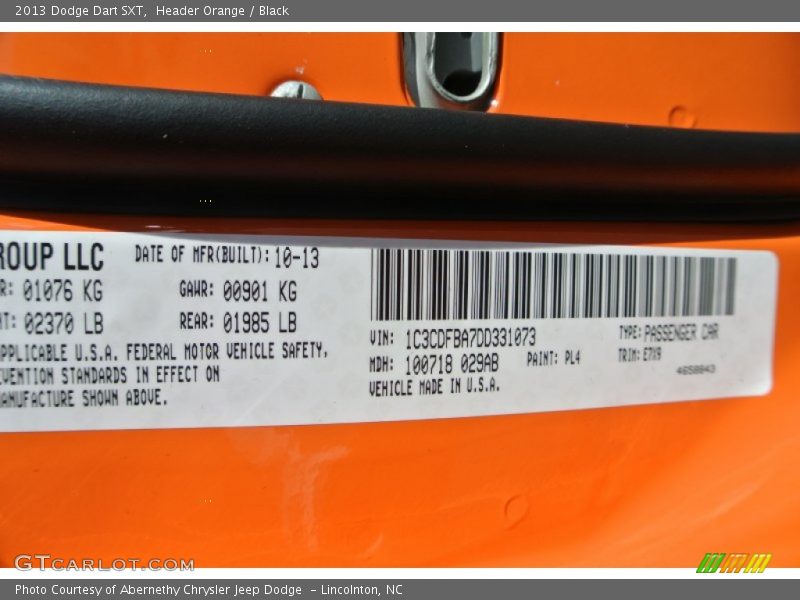 2013 Dodge Dart SXT, Header Orange / Black
ROUP LLC DATE OF MFR(BUILT): 10-13
R: 01076 KG GAWR: 00901 KG
T: 02370 LB REAR: 01985 LB
APPLICABLE U.S.A. FEDERAL MOTOR VEHICLE SAFETY,
EVENTION STANDARDS IN EFFECT ON
ANUFACTURE SHOWN ABOVE.
VIN: 1C3CDFBA7DD331073 TYPE: PASSENGER CAR
MDH: 100718 029AB PAINT: PL4 TRIM: E7X9
VEHICLE MADE IN U.S.A. 4658843
GTCARLOT.COM
Photo Courtesy of Abernethy Chrysler Jeep Dodge - Lincolnton, NC